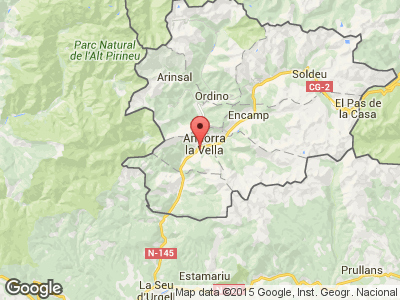 Parc Natural
de l'Alt Pirineu
Arinsal
Soldeu
CG-2
Ordino
El Pas de
la Casa
Encamp
Andorra
la Vella
N-145
La Seu
d'Urgell
Estamariu
Prullans
Google
Map data ©2015 Google, Inst. Geogr. Nacional